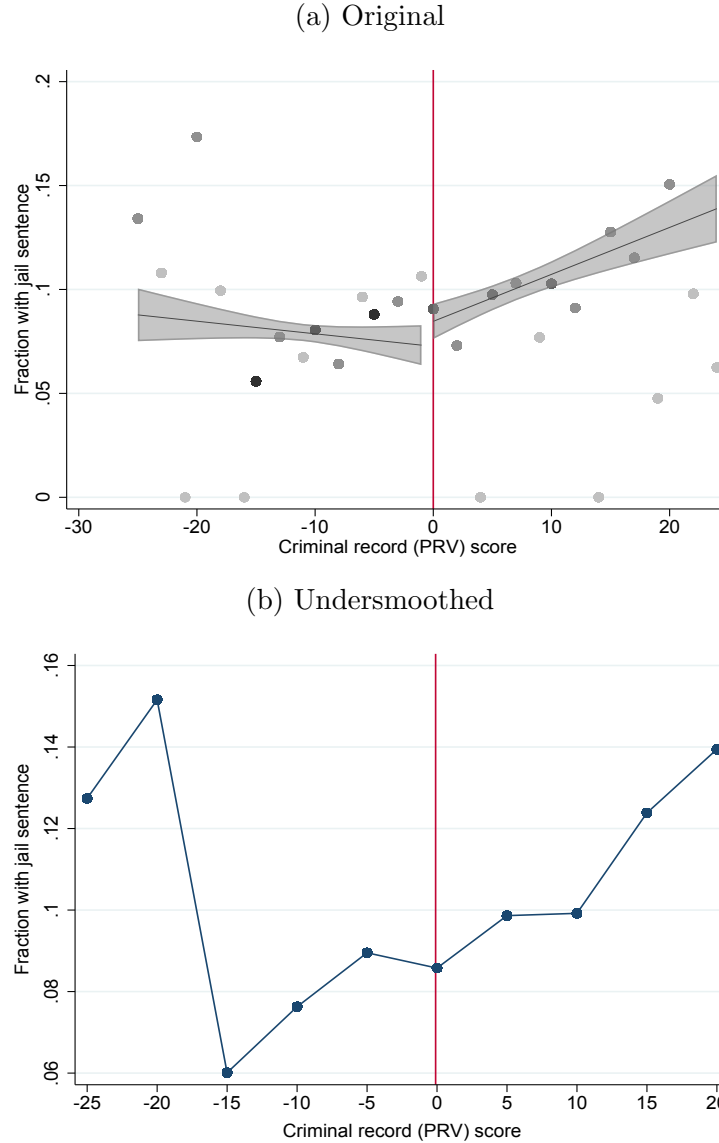 (a) Original
.2
.15
.1
.05
0
Fraction with jail sentence
-30 -20 -10 0 10 20
Criminal record (PRV) score
(b) Undersmoothed
.16
.14
.12
.1
.08
.06
Fraction with jail sentence
-25 -20 -15 -10 -5 0 5 10 15 20
Criminal record (PRV) score